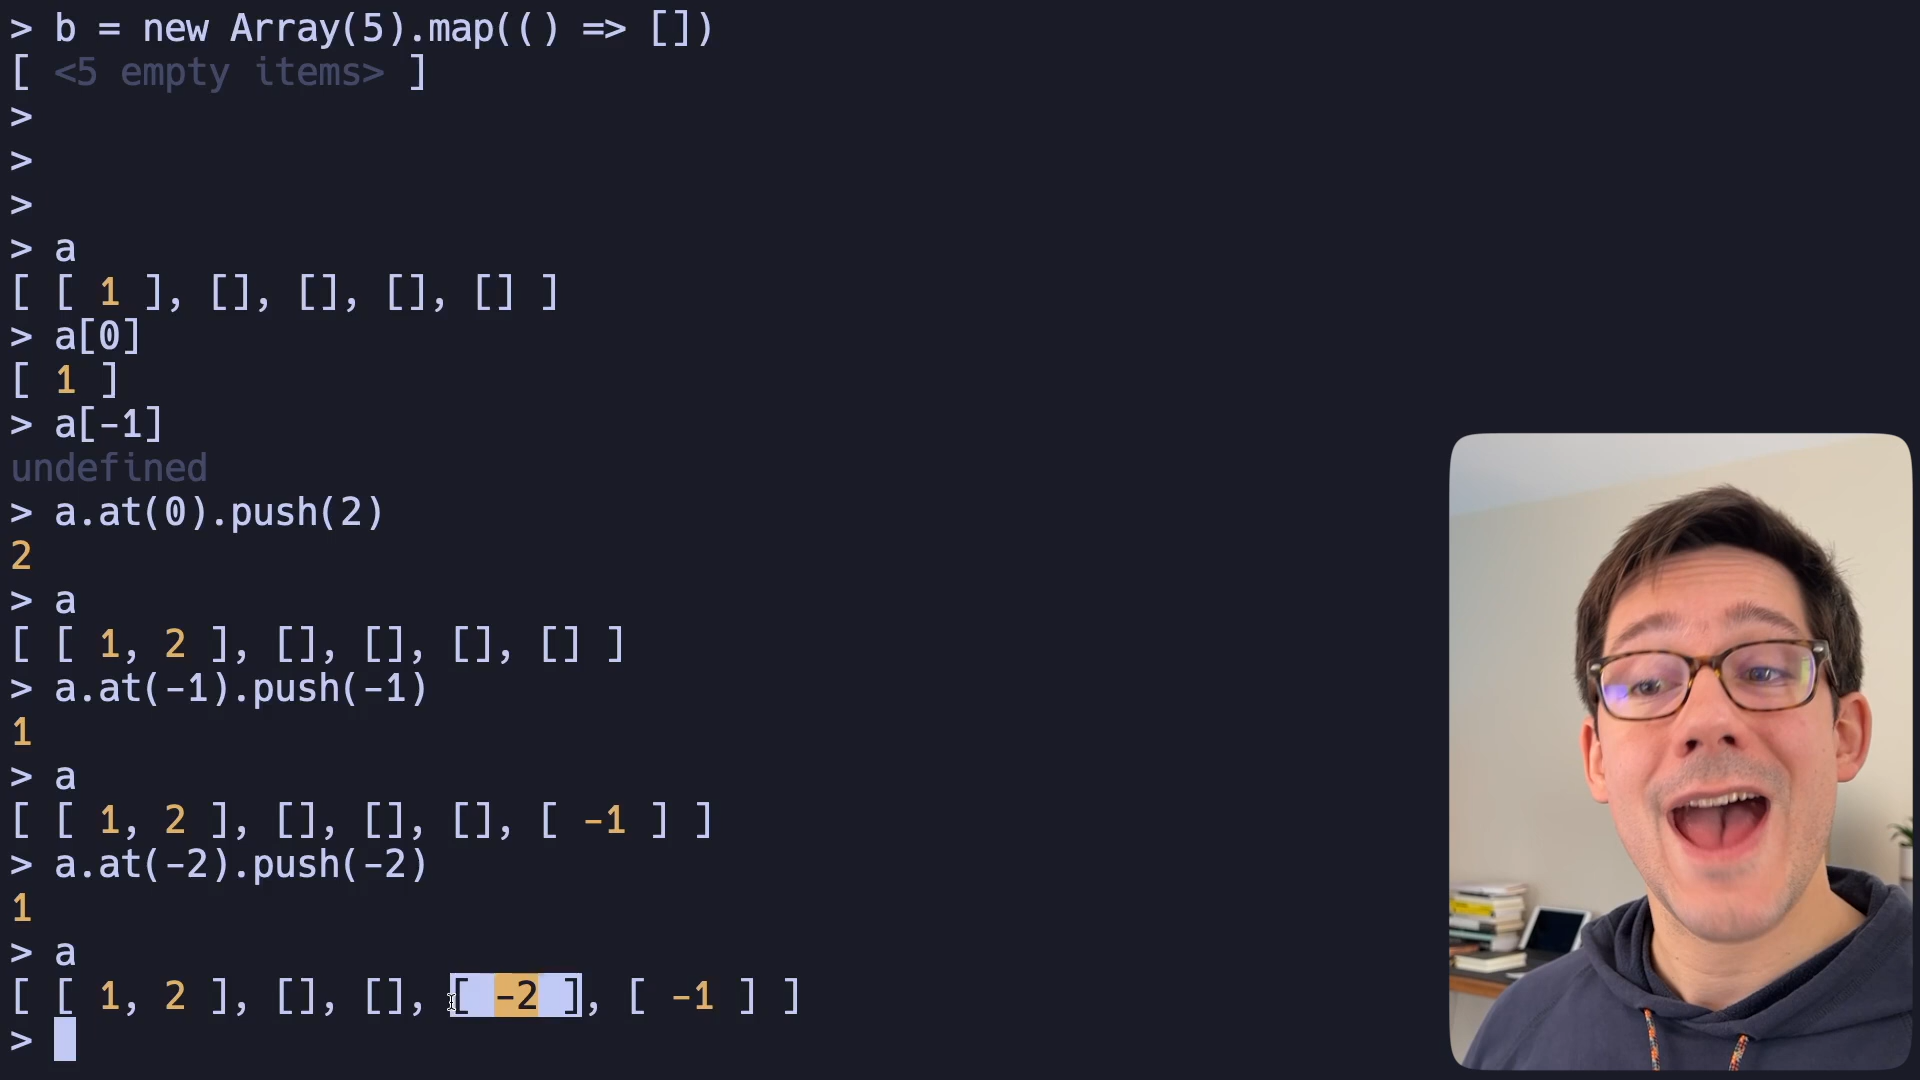 > b = new Array(5).map(() => [])
[ <5 empty items> ]
>
>
>
> a
[ [ 1 ], [], [], [], [] ]
> a[0]
[ 1 ]
> a[-1]
undefined
> a.at(0).push(2)
2
> a
[ [ 1, 2 ], [], [], [], [] ]
> a.at(-1).push(-1)
1
> a
[ [ 1, 2 ], [], [], [], [ -1 ] ]
> a.at(-2).push(-2)
1
> a
[ [ 1, 2 ], [], [], [ -2 ], [ -1 ] ]
>